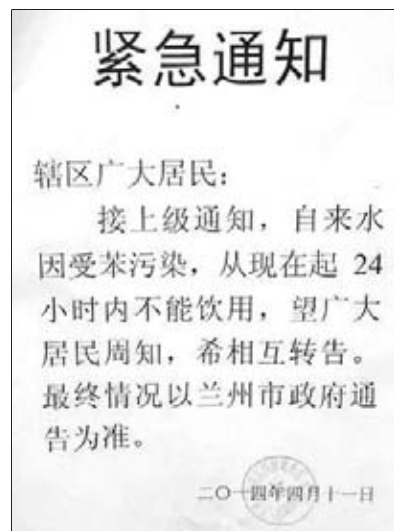 紧急通知
辖区广大居民：
接上级通知，自来水
因受苯污染，从现在起 24
小时内不能饮用，望广大
居民周知，希相互转告。
最终情况以兰州市政府通
告为准。
二〇一四年四月十一日